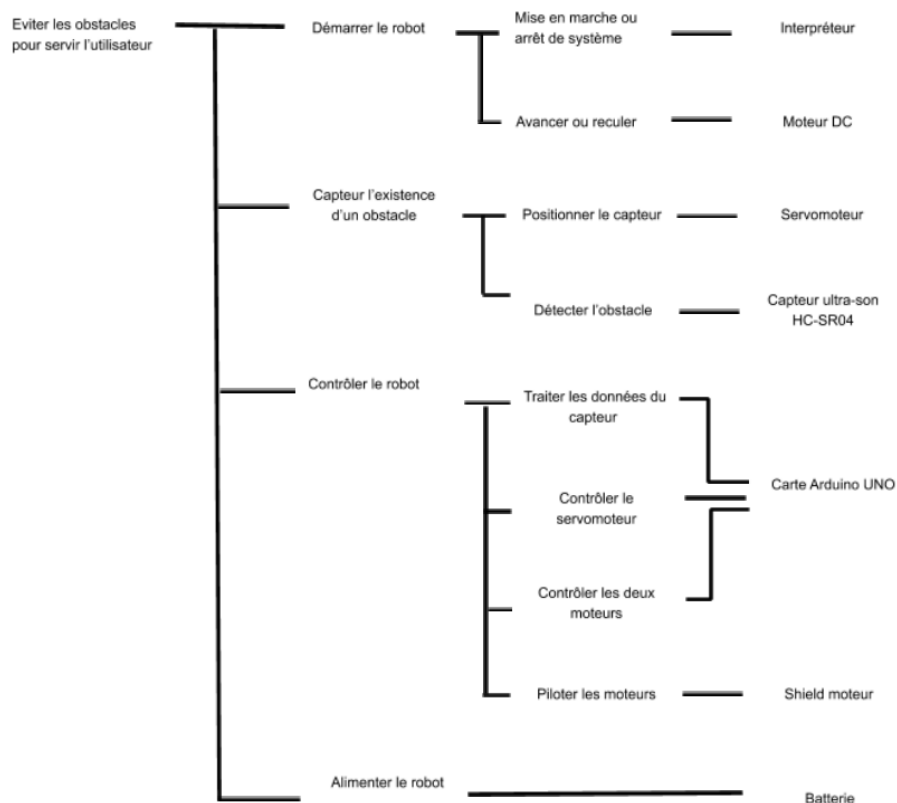 Eviter les obstacles
pour servir l'utilisateur
Démarrer le robot
Mise en marche ou
arrêt de système
Interpréteur
Avancer ou reculer
Moteur DC
Capteur l'existence
d'un obstacle
Positionner le capteur
Servomoteur
Détecter l'obstacle
Capteur ultra-son
HC-SR04
Contrôler le robot
Traiter les données du
capteur
Carte Arduino UNO
Contrôler le
servomoteur
Contrôler les deux
moteurs
Piloter les moteurs
Shield moteur
Alimenter le robot
Batterie